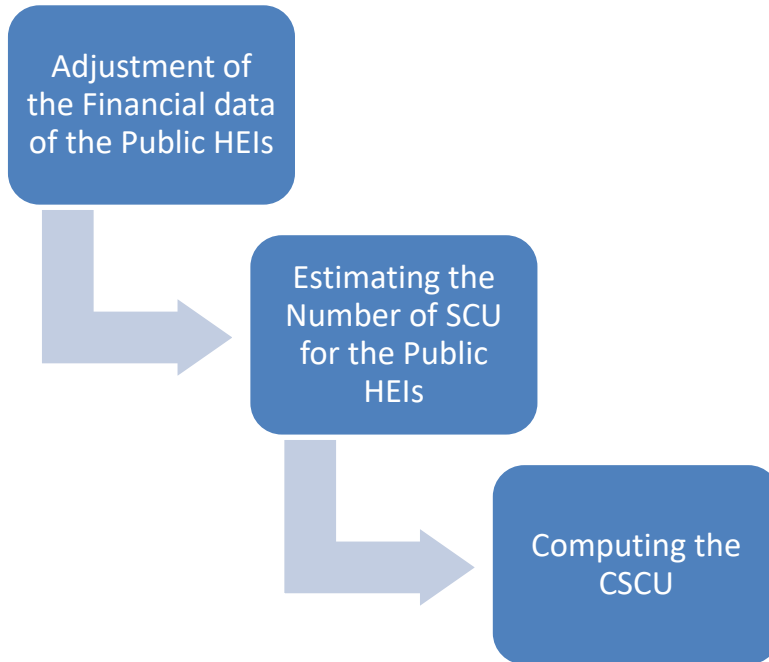 Adjustment of
the Financial data
of the Public HEIs
Estimating the
Number of SCU
for the Public
HEIs
Computing the
CSCU